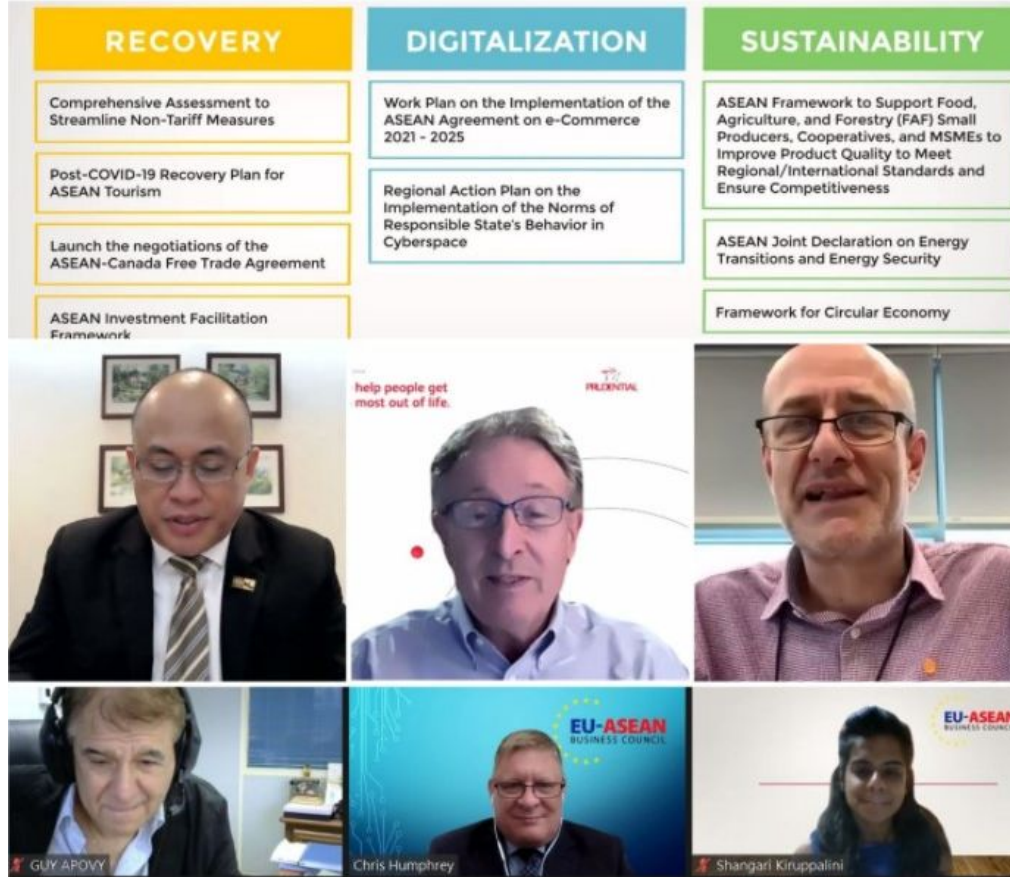 RECOVERY
Comprehensive Assessment to
Streamline Non-Tariff Measures
Post-COVID-19 Recovery Plan for
ASEAN Tourism
Launch the negotiations of the
ASEAN-Canada Free Trade Agreement
ASEAN Investment Facilitation
Framework
DIGITALIZATION
Work Plan on the Implementation of the
ASEAN Agreement on e-Commerce
2021 - 2025
Regional Action Plan on the
Implementation of the Norms of
Responsible State's Behavior in
Cyberspace
SUSTAINABILITY
ASEAN Framework to Support Food,
Agriculture, and Forestry (FAF) Small
Producers, Cooperatives, and MSMEs to
Improve Product Quality to Meet
Regional/International Standards and
Ensure Competitiveness
ASEAN Joint Declaration on Energy
Transitions and Energy Security
Framework for Circular Economy
help people get
most out of life.
PRUDENTIAL
GUY APOVY
EU-ASEAN
BUSINESS COUNCIL
Chris Humphrey
EU-ASEAN
BUSINESS COUNC
Shangari Kiruppalini